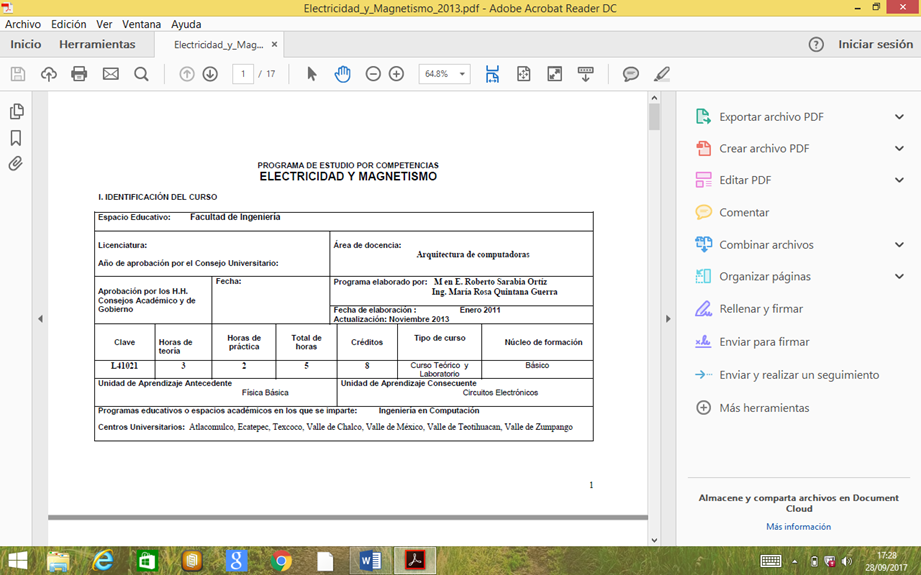 Electricidad_y_Magnetismo_2013.pdf - Adobe Acrobat Reader DC
Archivo Edición Ver Ventana Ayuda
Inicio Herramientas Electricidad_y_Mag... × Iniciar sesión
1 / 17 64.8%
PROGRAMA DE ESTUDIO POR COMPETENCIAS
ELECTRICIDAD Y MAGNETISMO
I. IDENTIFICACIÓN DEL CURSO
Espacio Educativo: Facultad de Ingeniería
Licenciatura:
Año de aprobación por el Consejo Universitario:
Área de docencia:
Arquitectura de computadoras
Aprobación por los H.H.
Consejos Académico y de
Gobierno
Fecha:
Programa elaborado por: M en E. Roberto Sarabia Ortiz
Ing. María Rosa Quintana Guerra
Fecha de elaboración : Enero 2011
Actualización: Noviembre 2013
Clave
Horas de
teoría
Horas de
práctica
Total de
horas
Créditos
Tipo de curso
Núcleo de formación
L41021 3 2 5 8
Curso Teórico y
Laboratorio
Básico
Unidad de Aprendizaje Antecedente
Física Básica
Unidad de Aprendizaje Consecuente
Circuitos Electrónicos
Programas educativos o espacios académicos en los que se imparte: Ingeniería en Computación
Centros Universitarios: Atlacomulco, Ecatepec, Texcoco, Valle de Chalco, Valle de México, Valle de Teotihuacan, Valle de Zumpango
1
Exportar archivo PDF
Crear archivo PDF
Editar PDF
Comentar
Combinar archivos
Organizar páginas
Rellenar y firmar
Enviar para firmar
Enviar y realizar un seguimiento
Más herramientas
Almacene y comparta archivos en Document
Cloud
Más información
17:28
28/09/2017